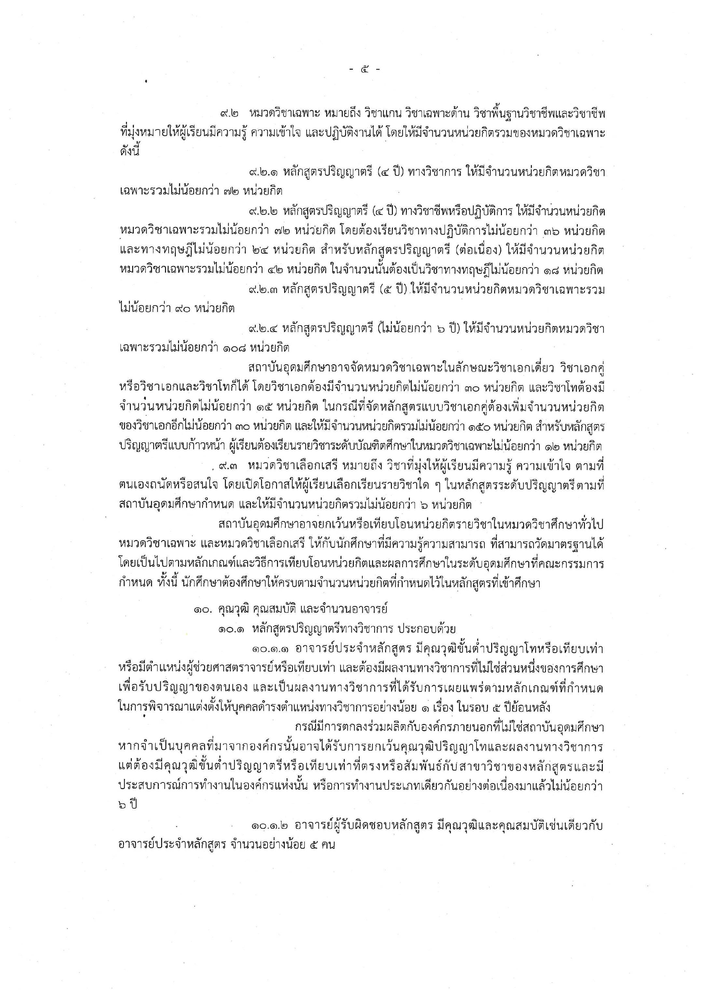 - ๕ -
๙.๒ หมวดวิชาเฉพาะ หมายถึง วิชาแกน วิชาเฉพาะด้าน วิชาพื้นฐานวิชาชีพและวิชาชีพ
ที่มุ่งหมายให้ผู้เรียนมีความรู้ ความเข้าใจ และปฏิบัติงานได้ โดยให้มีจำนวนหน่วยกิตรวมของหมวดวิชาเฉพาะ
ดังนี้
๙.๒.๑ หลักสูตรปริญญาตรี (๔ ปี) ทางวิชาการ ให้มีจำนวนหน่วยกิตหมวดวิชา
เฉพาะรวมไม่น้อยกว่า ๗๒ หน่วยกิต
๙.๒.๒ หลักสูตรปริญญาตรี (๔ ปี) ทางวิชาชีพหรือปฏิบัติการ ให้มีจำนวนหน่วยกิต
หมวดวิชาเฉพาะรวมไม่น้อยกว่า ๗๒ หน่วยกิต โดยต้องเรียนวิชาทางปฏิบัติการไม่น้อยกว่า ๓๖ หน่วยกิต
และทางทฤษฎีไม่น้อยกว่า ๒๔ หน่วยกิต สำหรับหลักสูตรปริญญาตรี (ต่อเนื่อง) ให้มีจำนวนหน่วยกิต
หมวดวิชาเฉพาะรวมไม่น้อยกว่า ๔๒ หน่วยกิต ในจำนวนนั้นต้องเป็นวิชาทางทฤษฎีไม่น้อยกว่า ๑๘ หน่วยกิต
๙.๒.๓ หลักสูตรปริญญาตรี (๕ ปี) ให้มีจำนวนหน่วยกิตหมวดวิชาเฉพาะรวม
ไม่น้อยกว่า ๙๐ หน่วยกิต
๙.๒.๔ หลักสูตรปริญญาตรี (ไม่น้อยกว่า ๖ ปี) ให้มีจำนวนหน่วยกิตหมวดวิชา
เฉพาะรวมไม่น้อยกว่า ๑๐๘ หน่วยกิต
สถาบันอุดมศึกษาอาจจัดหมวดวิชาเฉพาะในลักษณะวิชาเอกเดี่ยว วิชาเอกคู่
หรือวิชาเอกและวิชาโทก็ได้ โดยวิชาเอกต้องมีจำนวนหน่วยกิตไม่น้อยกว่า ๓๐ หน่วยกิต และวิชาโทต้องมี
จำนวนหน่วยกิตไม่น้อยกว่า ๑๕ หน่วยกิต ในกรณีที่จัดหลักสูตรแบบวิชาเอกคู่ต้องเพิ่มจำนวนหน่วยกิต
ของวิชาเอกอีกไม่น้อยกว่า ๓๐ หน่วยกิต และให้มีจำนวนหน่วยกิตรวมไม่น้อยกว่า ๑๕๐ หน่วยกิต สำหรับหลักสูตร
ปริญญาตรีแบบก้าวหน้า ผู้เรียนต้องเรียนรายวิชาระดับบัณฑิตศึกษาในหมวดวิชาเฉพาะไม่น้อยกว่า ๑๒ หน่วยกิต
๙.๓ หมวดวิชาเลือกเสรี หมายถึง วิชาที่มุ่งให้ผู้เรียนมีความรู้ ความเข้าใจ ตามที่
ตนเองถนัดหรือสนใจ โดยเปิดโอกาสให้ผู้เรียนเลือกเรียนรายวิชาใด ๆ ในหลักสูตรระดับปริญญาตรีตามที่
สถาบันอุดมศึกษากำหนด และให้มีจำนวนหน่วยกิตรวมไม่น้อยกว่า ๖ หน่วยกิต
สถาบันอุดมศึกษาอาจยกเว้นหรือเทียบโอนหน่วยกิตรายวิชาในหมวดวิชาศึกษาทั่วไป
หมวดวิชาเฉพาะ และหมวดวิชาเลือกเสรี ให้กับนักศึกษาที่มีความรู้ความสามารถ ที่สามารถวัดมาตรฐานได้
โดยเป็นไปตามหลักเกณฑ์และวิธีการเทียบโอนหน่วยกิตและผลการศึกษาในระดับอุดมศึกษาที่คณะกรรมการ
กำหนด ทั้งนี้ นักศึกษาต้องศึกษาให้ครบตามจำนวนหน่วยกิตที่กำหนดไว้ในหลักสูตรที่เข้าศึกษา
๑๐. คุณวุฒิ คุณสมบัติ และจำนวนอาจารย์
๑๐.๑ หลักสูตรปริญญาตรีทางวิชาการ ประกอบด้วย
๑๐.๑.๑ อาจารย์ประจำหลักสูตร มีคุณวุฒิขั้นต่ำปริญญาโทหรือเทียบเท่า
หรือมีตำแหน่งผู้ช่วยศาสตราจารย์หรือเทียบเท่า และต้องมีผลงานทางวิชาการที่ไม่ใช่ส่วนหนึ่งของการศึกษา
เพื่อรับปริญญาของตนเอง และเป็นผลงานทางวิชาการที่ได้รับการเผยแพร่ตามหลักเกณฑ์ที่กำหนด
ในการพิจารณาแต่งตั้งให้บุคคลดำรงตำแหน่งทางวิชาการอย่างน้อย ๑ เรื่อง ในรอบ ๕ ปีย้อนหลัง
กรณีมีการตกลงร่วมผลิตกับองค์กรภายนอกที่ไม่ใช่สถาบันอุดมศึกษา
หากจำเป็นบุคคลที่มาจากองค์กรนั้นอาจได้รับการยกเว้นคุณวุฒิปริญญาโทและผลงานทางวิชาการ
แต่ต้องมีคุณวุฒิขั้นต่ำปริญญาตรีหรือเทียบเท่าที่ตรงหรือสัมพันธ์กับสาขาวิชาของหลักสูตรและมี
ประสบการณ์การทำงานในองค์กรแห่งนั้น หรือการทำงานประเภทเดียวกันอย่างต่อเนื่องมาแล้วไม่น้อยกว่า
๖ ปี
๑๐.๑.๒ อาจารย์ผู้รับผิดชอบหลักสูตร มีคุณวุฒิและคุณสมบัติเช่นเดียวกับ
อาจารย์ประจำหลักสูตร จำนวนอย่างน้อย ๕ คน